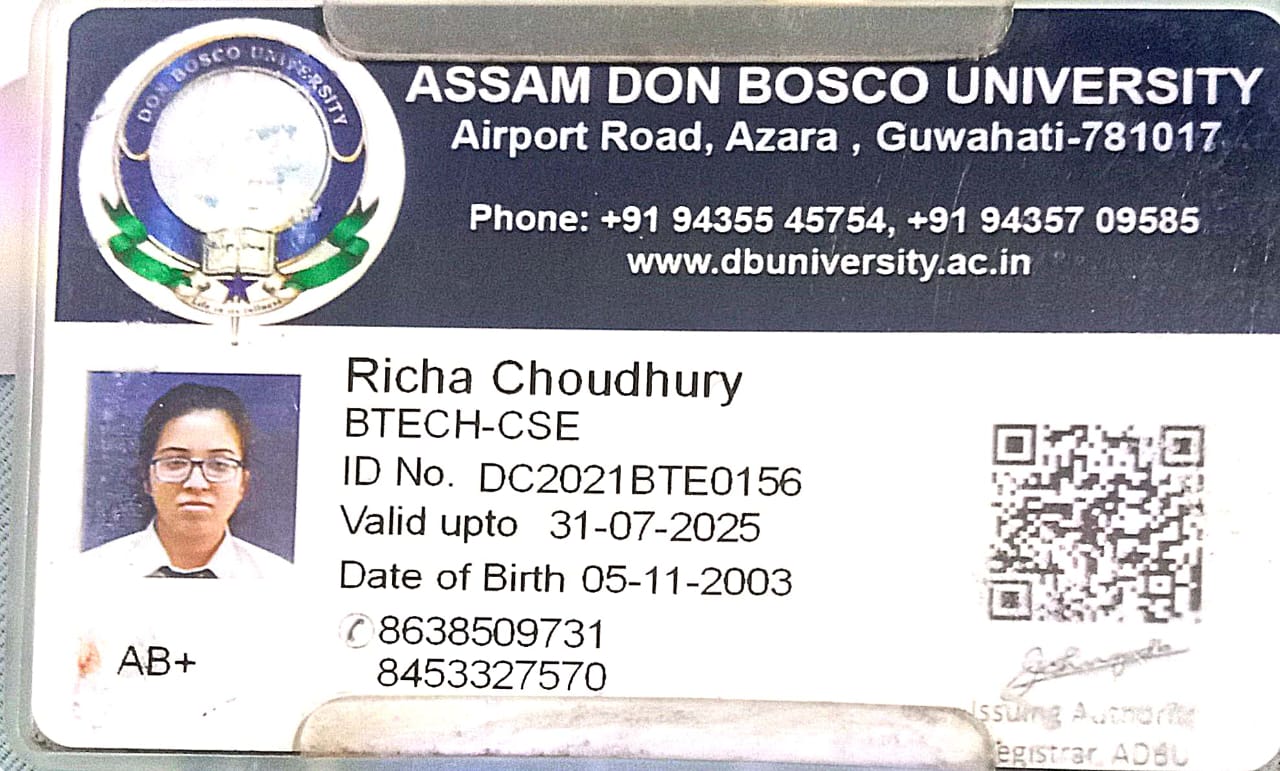 DON BOSCO UNIVERSITY
ASSAM DON BOSCO UNIVERSITY
Airport Road, Azara , Guwahati-781017
Phone: +91 94355 45754, +91 94357 09585
www.dbuniversity.ac.in
Richa Choudhury
BTECH-CSE
ID No. DC2021BTE0156
Valid upto 31-07-2025
Date of Birth 05-11-2003
8638509731
8453327570
AB+
Issuing Authority
egistrar, ADBU